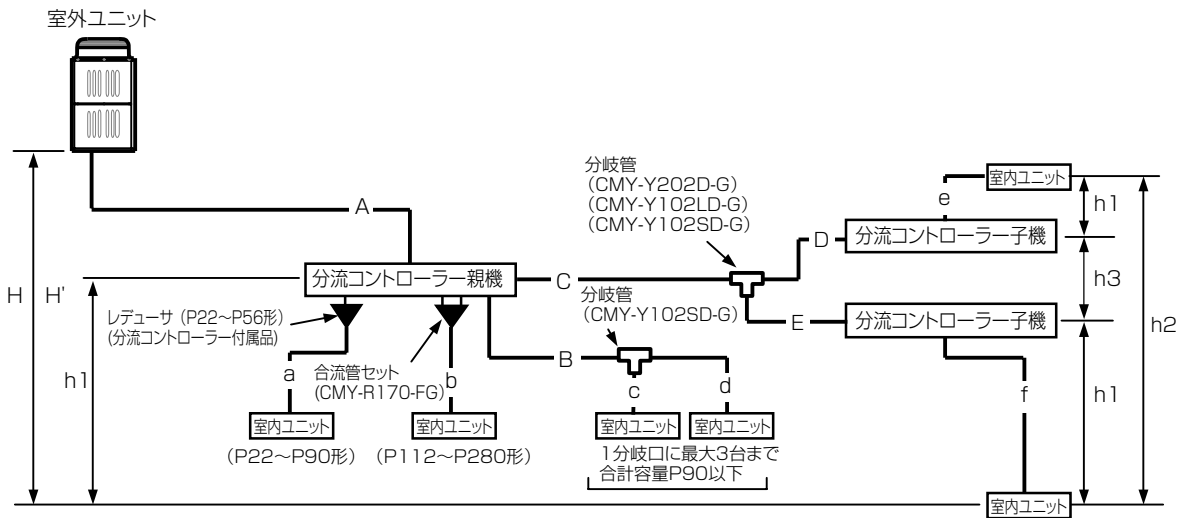 室外ユニット
A
H
H'
h1
分流コントローラー親機
C
分岐管
(CMY-Y202D-G)
(CMY-Y102LD-G)
(CMY-Y102SD-G)
D
室内ユニット
e
分流コントローラー子機
h1
h3
h2
E
分流コントローラー子機
レデューサ (P22～P56形)
(分流コントローラー付属品)
合流管セット
(CMY-R170-FG)
分岐管
(CMY-Y102SD-G)
B
a
b
c
d
f
h1
室内ユニット
(P22～P90形)
室内ユニット
(P112～P280形)
室内ユニット
室内ユニット
1分岐口に最大3台まで
合計容量P90以下
室内ユニット